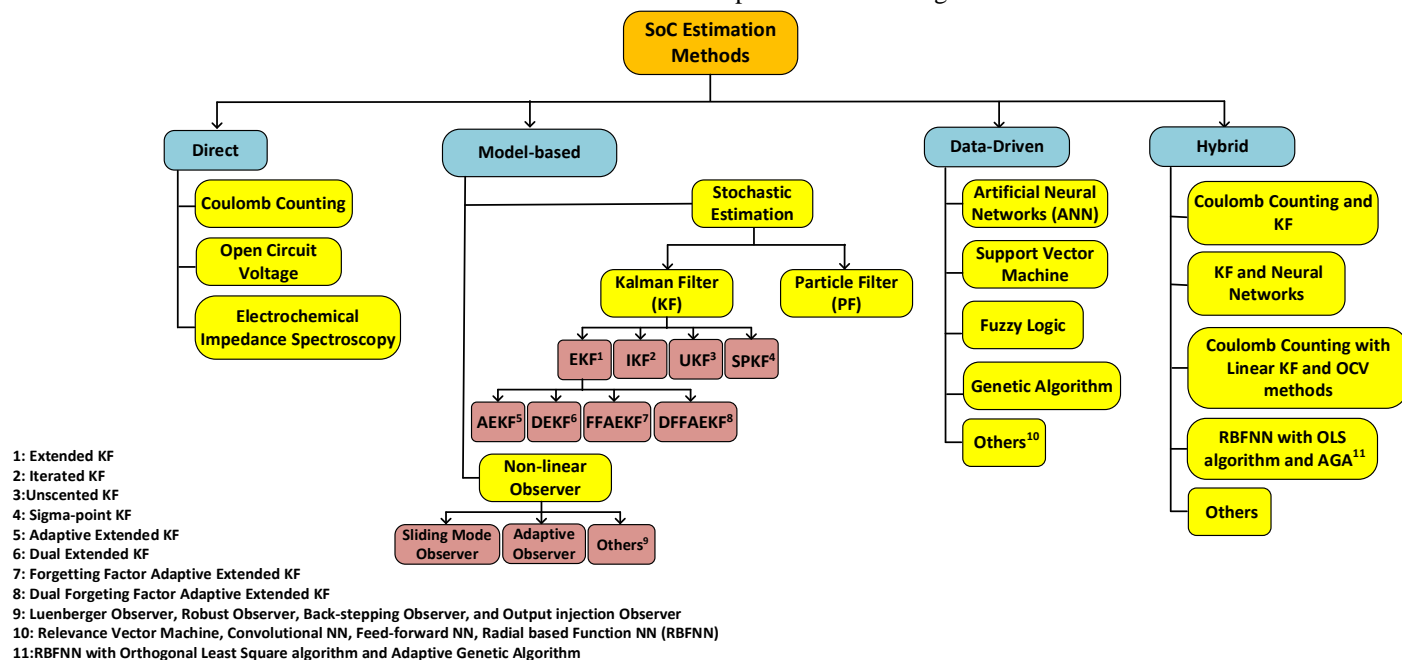 SoC Estimation
Methods
Direct
Model-based
Data-Driven
Hybrid
Coulomb Counting
Open Circuit
Voltage
Electrochemical
Impedance Spectroscopy
Stochastic
Estimation
Kalman Filter
(KF)
Particle Filter
(PF)
EKF¹
IKF²
UKF³
SPKF⁴
AEKF⁵
DEKF⁶
FFAEKF⁷
DFFAEKF⁸
Non-linear
Observer
Sliding Mode
Observer
Adaptive
Observer
Others⁹
Artificial Neural
Networks (ANN)
Support Vector
Machine
Fuzzy Logic
Genetic Algorithm
Others¹⁰
Coulomb Counting and
KF
KF and Neural
Networks
Coulomb Counting with
Linear KF and OCV
methods
RBFNN with OLS
algorithm and AGA¹¹
Others
1: Extended KF
2: Iterated KF
3:Unscented KF
4: Sigma-point KF
5: Adaptive Extended KF
6: Dual Extended KF
7: Forgetting Factor Adaptive Extended KF
8: Dual Forgeting Factor Adaptive Extended KF
9: Luenberger Observer, Robust Observer, Back-stepping Observer, and Output injection Observer
10: Relevance Vector Machine, Convolutional NN, Feed-forward NN, Radial based Function NN (RBFNN)
11:RBFNN with Orthogonal Least Square algorithm and Adaptive Genetic Algorithm